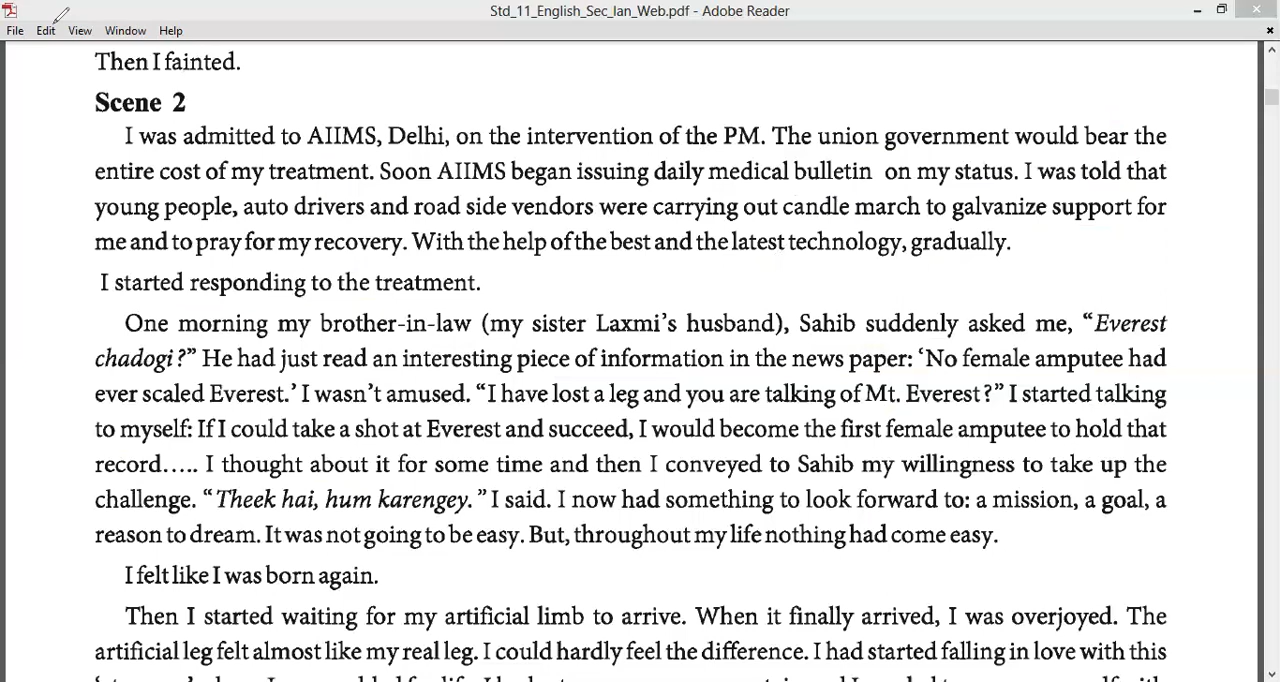 Std_11_English_Sec_lan_Web.pdf - Adobe Reader
File Edit View Window Help
Then I fainted.
Scene 2
I was admitted to AIIMS, Delhi, on the intervention of the PM. The union government would bear the
entire cost of my treatment. Soon AIIMS began issuing daily medical bulletin on my status. I was told that
young people, auto drivers and road side vendors were carrying out candle march to galvanize support for
me and to pray for my recovery. With the help of the best and the latest technology, gradually.
I started responding to the treatment.
One morning my brother-in-law (my sister Laxmi's husband), Sahib suddenly asked me, “Everest
chadogi?” He had just read an interesting piece of information in the news paper: ‘No female amputee had
ever scaled Everest.’ I wasn’t amused. “I have lost a leg and you are talking of Mt. Everest?” I started talking
to myself: If I could take a shot at Everest and succeed, I would become the first female amputee to hold that
record..... I thought about it for some time and then I conveyed to Sahib my willingness to take up the
challenge. “Theek hai, hum karengey.” I said. I now had something to look forward to: a mission, a goal, a
reason to dream. It was not going to be easy. But, throughout my life nothing had come easy.
I felt like I was born again.
Then I started waiting for my artificial limb to arrive. When it finally arrived, I was overjoyed. The
artificial leg felt almost like my real leg. I could hardly feel the difference. I had started falling in love with this